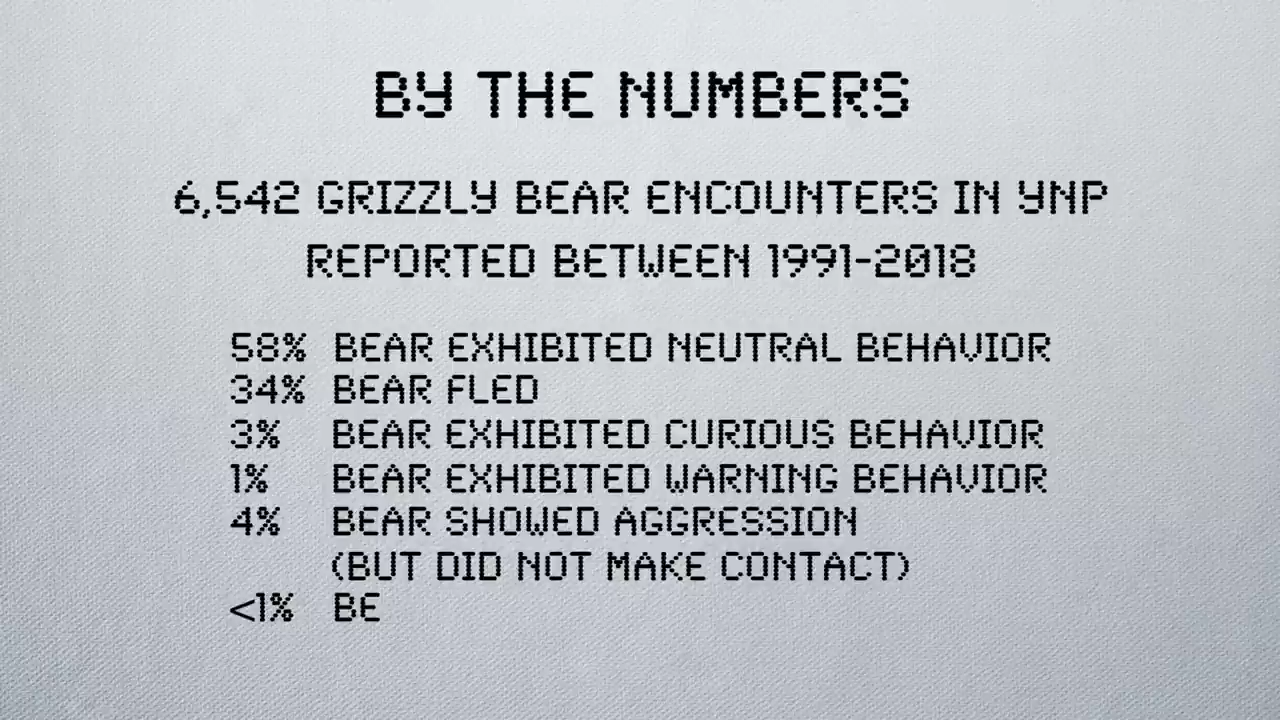 BY THE NUMBERS
6,542 GRIZZLY BEAR ENCOUNTERS IN YNP
REPORTED BETWEEN 1991-2018
58% BEAR EXHIBITED NEUTRAL BEHAVIOR
34% BEAR FLED
3% BEAR EXHIBITED CURIOUS BEHAVIOR
1% BEAR EXHIBITED WARNING BEHAVIOR
4% BEAR SHOWED AGGRESSION
(BUT DID NOT MAKE CONTACT)
<1% BE